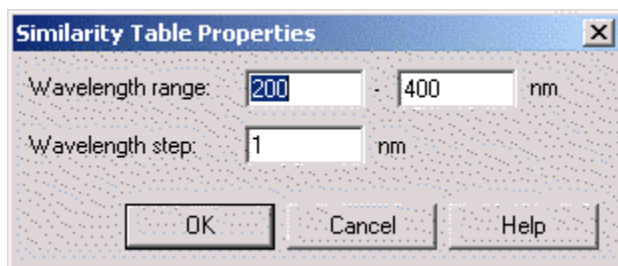 Similarity Table Properties
Wavelength range: 200 - 400 nm
Wavelength step: 1 nm
OK Cancel Help